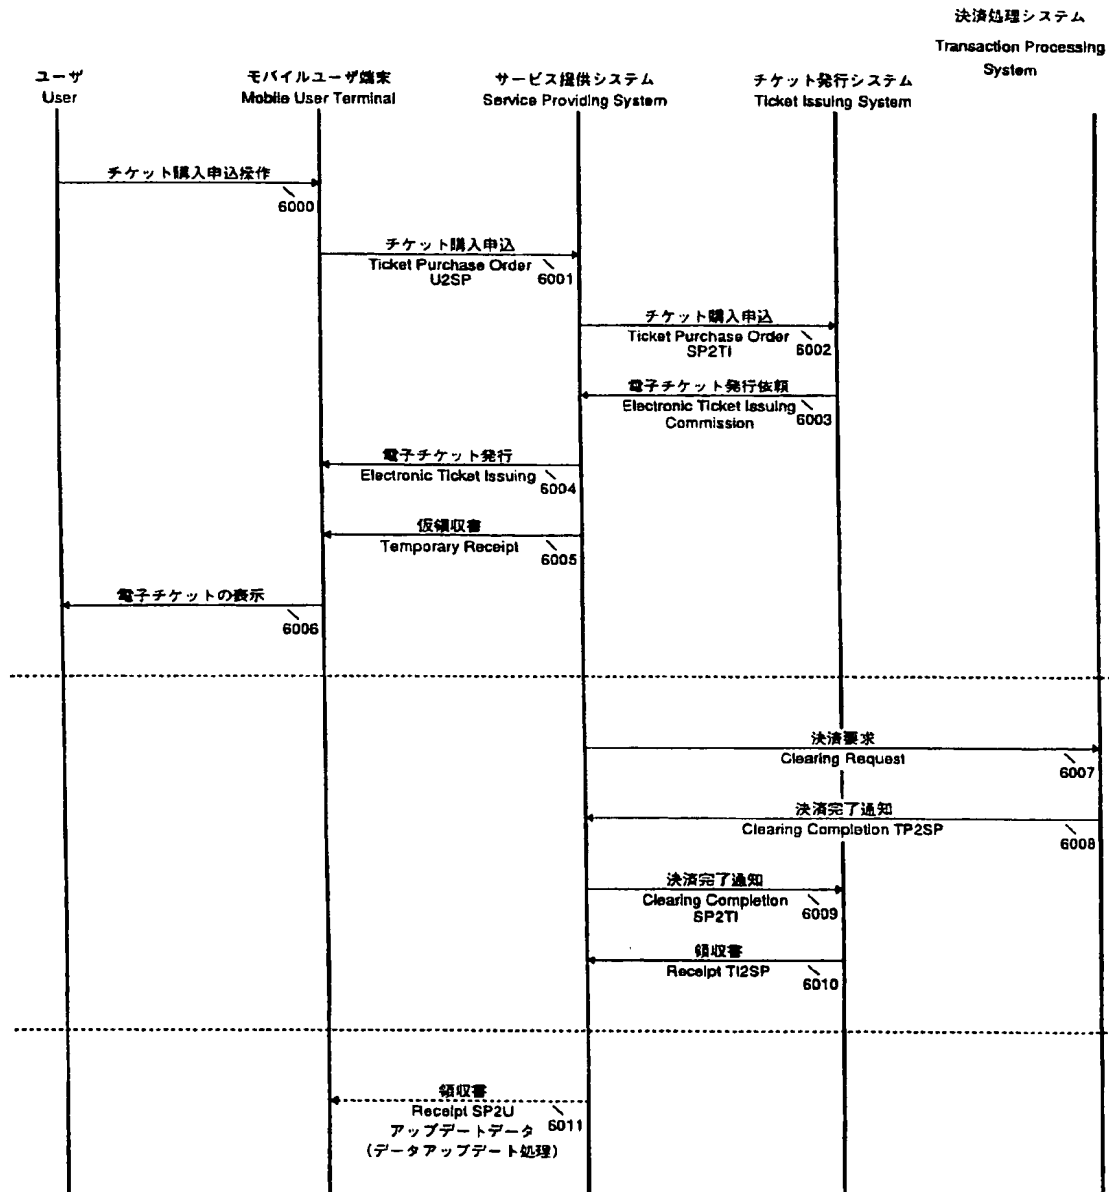 決済処理システム
Transaction Processing
System
ユーザ
User
モバイルユーザ端末
Mobile User Terminal
サービス提供システム
Service Providing System
チケット発行システム
Ticket Issuing System
チケット購入申込操作
6000
チケット購入申込
Ticket Purchase Order
U2SP
6001
チケット購入申込
Ticket Purchase Order
SP2TI
6002
電子チケット発行依頼
Electronic Ticket Issuing
Commission
6003
電子チケット発行
Electronic Ticket Issuing
6004
仮領収書
Temporary Receipt
6005
電子チケットの表示
6006
決済要求
Clearing Request
6007
決済完了通知
Clearing Completion TP2SP
6008
決済完了通知
Clearing Completion
SP2TI
6009
領収書
Receipt TI2SP
6010
領収書
Receipt SP2U
6011
アップデートデータ
(データアップデート処理)